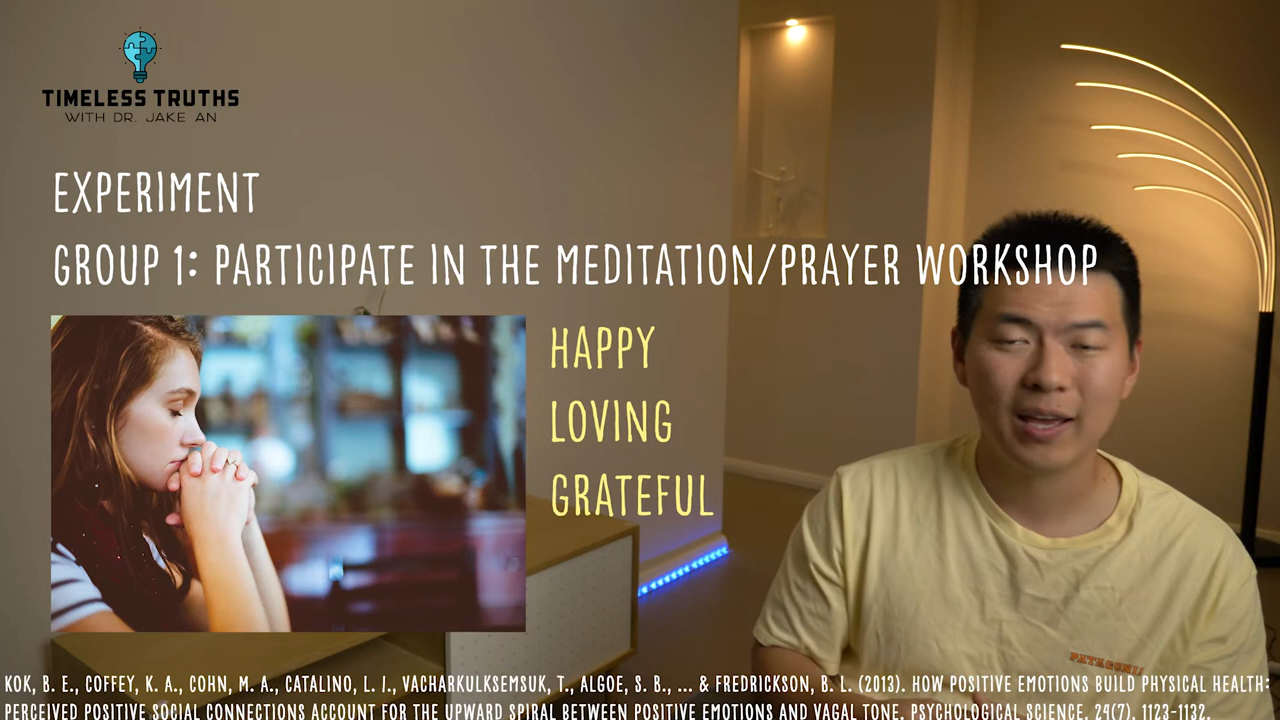 TIMELESS TRUTHS
WITH DR. JAKE AN
EXPERIMENT
GROUP 1: PARTICIPATE IN THE MEDITATION/PRAYER WORKSHOP
HAPPY
LOVING
GRATEFUL
PATAGONIA
KOK, B. E., COFFEY, K. A., COHN, M. A., CATALINO, L. I., VACHARKULKSEMSUK, T., ALGOE, S. B., ... & FREDRICKSON, B. L. (2013). HOW POSITIVE EMOTIONS BUILD PHYSICAL HEALTH:
PERCEIVED POSITIVE SOCIAL CONNECTIONS ACCOUNT FOR THE UPWARD SPIRAL BETWEEN POSITIVE EMOTIONS AND VAGAL TONE. PSYCHOLOGICAL SCIENCE, 24(7), 1123-1132.